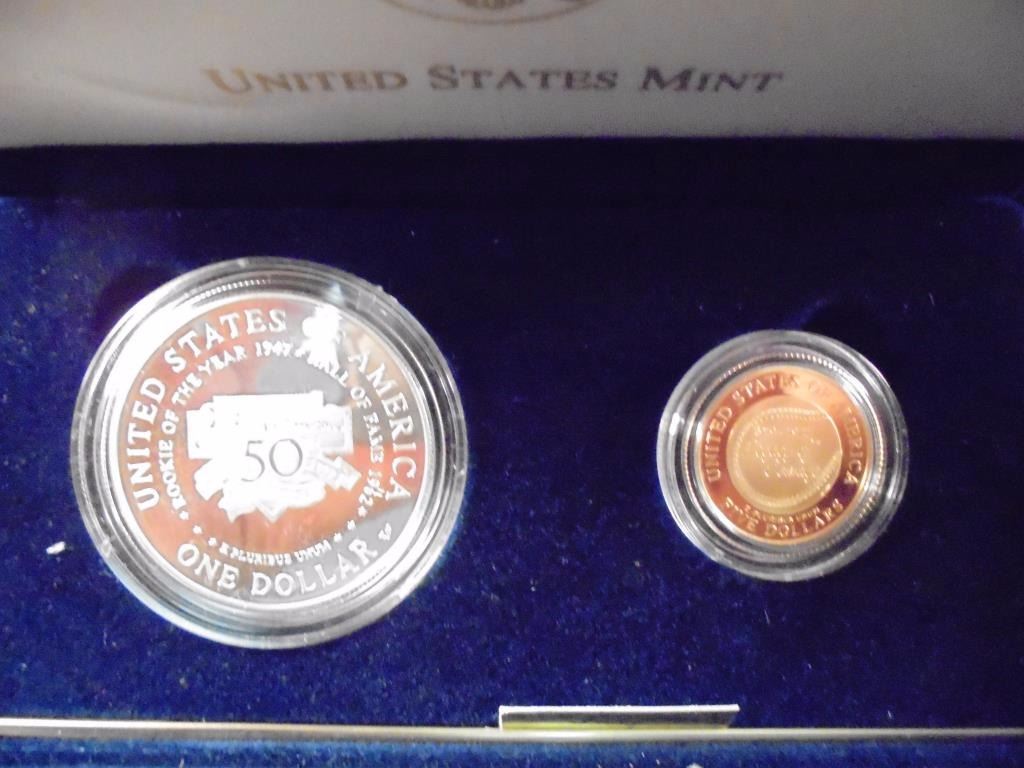 UNITED STATES MINT
UNITED STATES OF AMERICA
ROOKIE OF THE YEAR 1947 HALL OF FAME 1962
50
E PLURIBUS UNUM
ONE DOLLAR
UNITED STATES OF AMERICA
FIVE DOLLARS